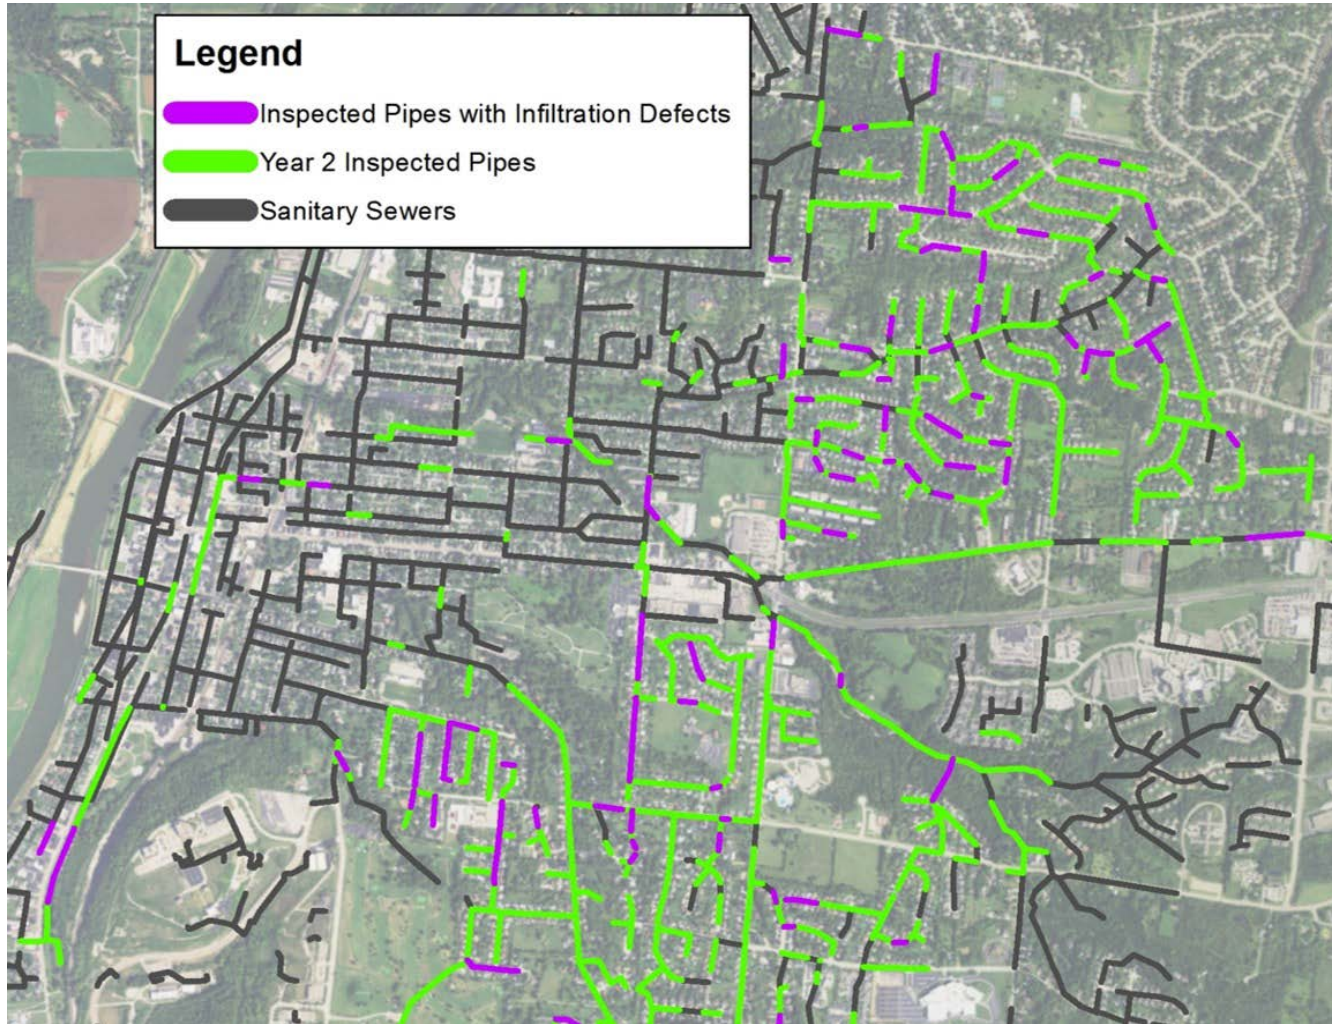 Legend
Inspected Pipes with Infiltration Defects
Year 2 Inspected Pipes
Sanitary Sewers